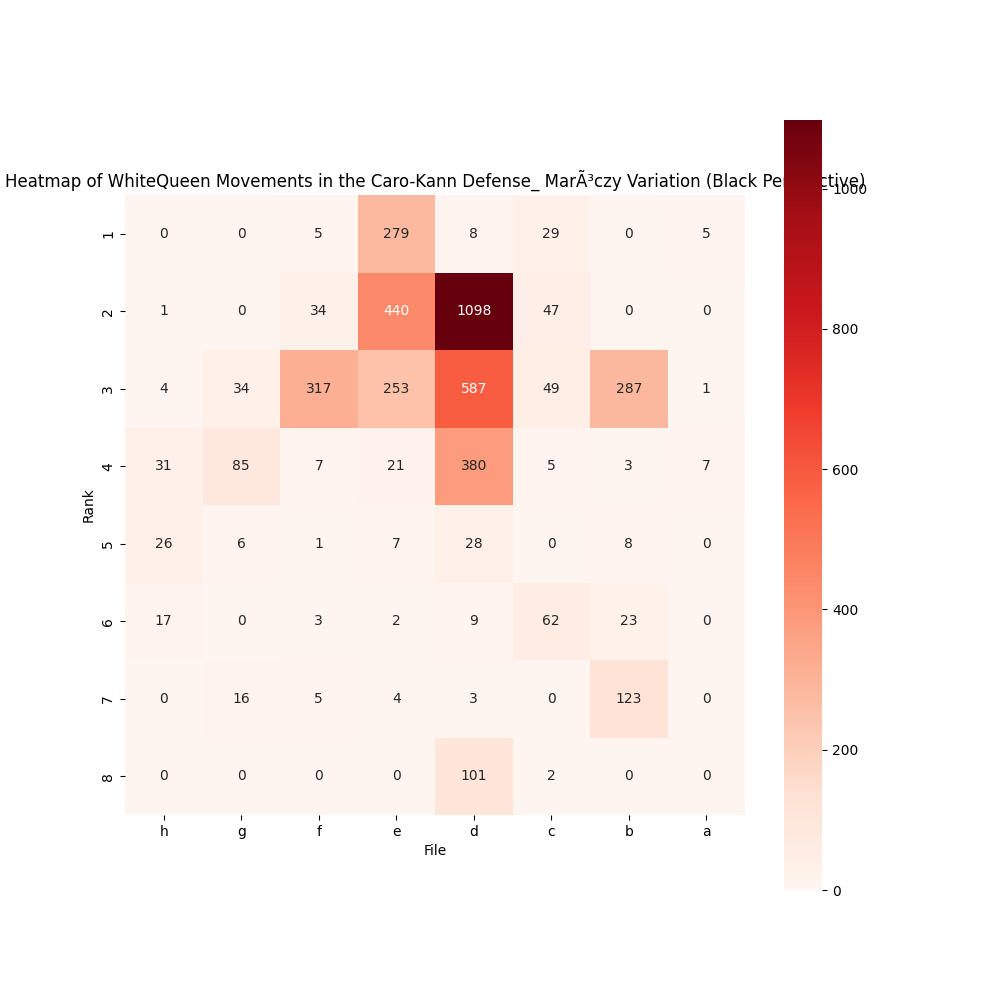 Heatmap of WhiteQueen Movements in the Caro-Kann Defense_ MarÃ³czy Variation (Black Perspective)
1000
1 0 0 5 279 8 29 0 5
2 1 0 34 440 1098 47 0 0
800
3 4 34 317 253 587 49 287 1
4 31 85 7 21 380 5 3 7
600
Rank
5 26 6 1 7 28 0 8 0
400
6 17 0 3 2 9 62 23 0
7 0 16 5 4 3 0 123 0
200
8 0 0 0 0 101 2 0 0
h g f e d c b a
File
0